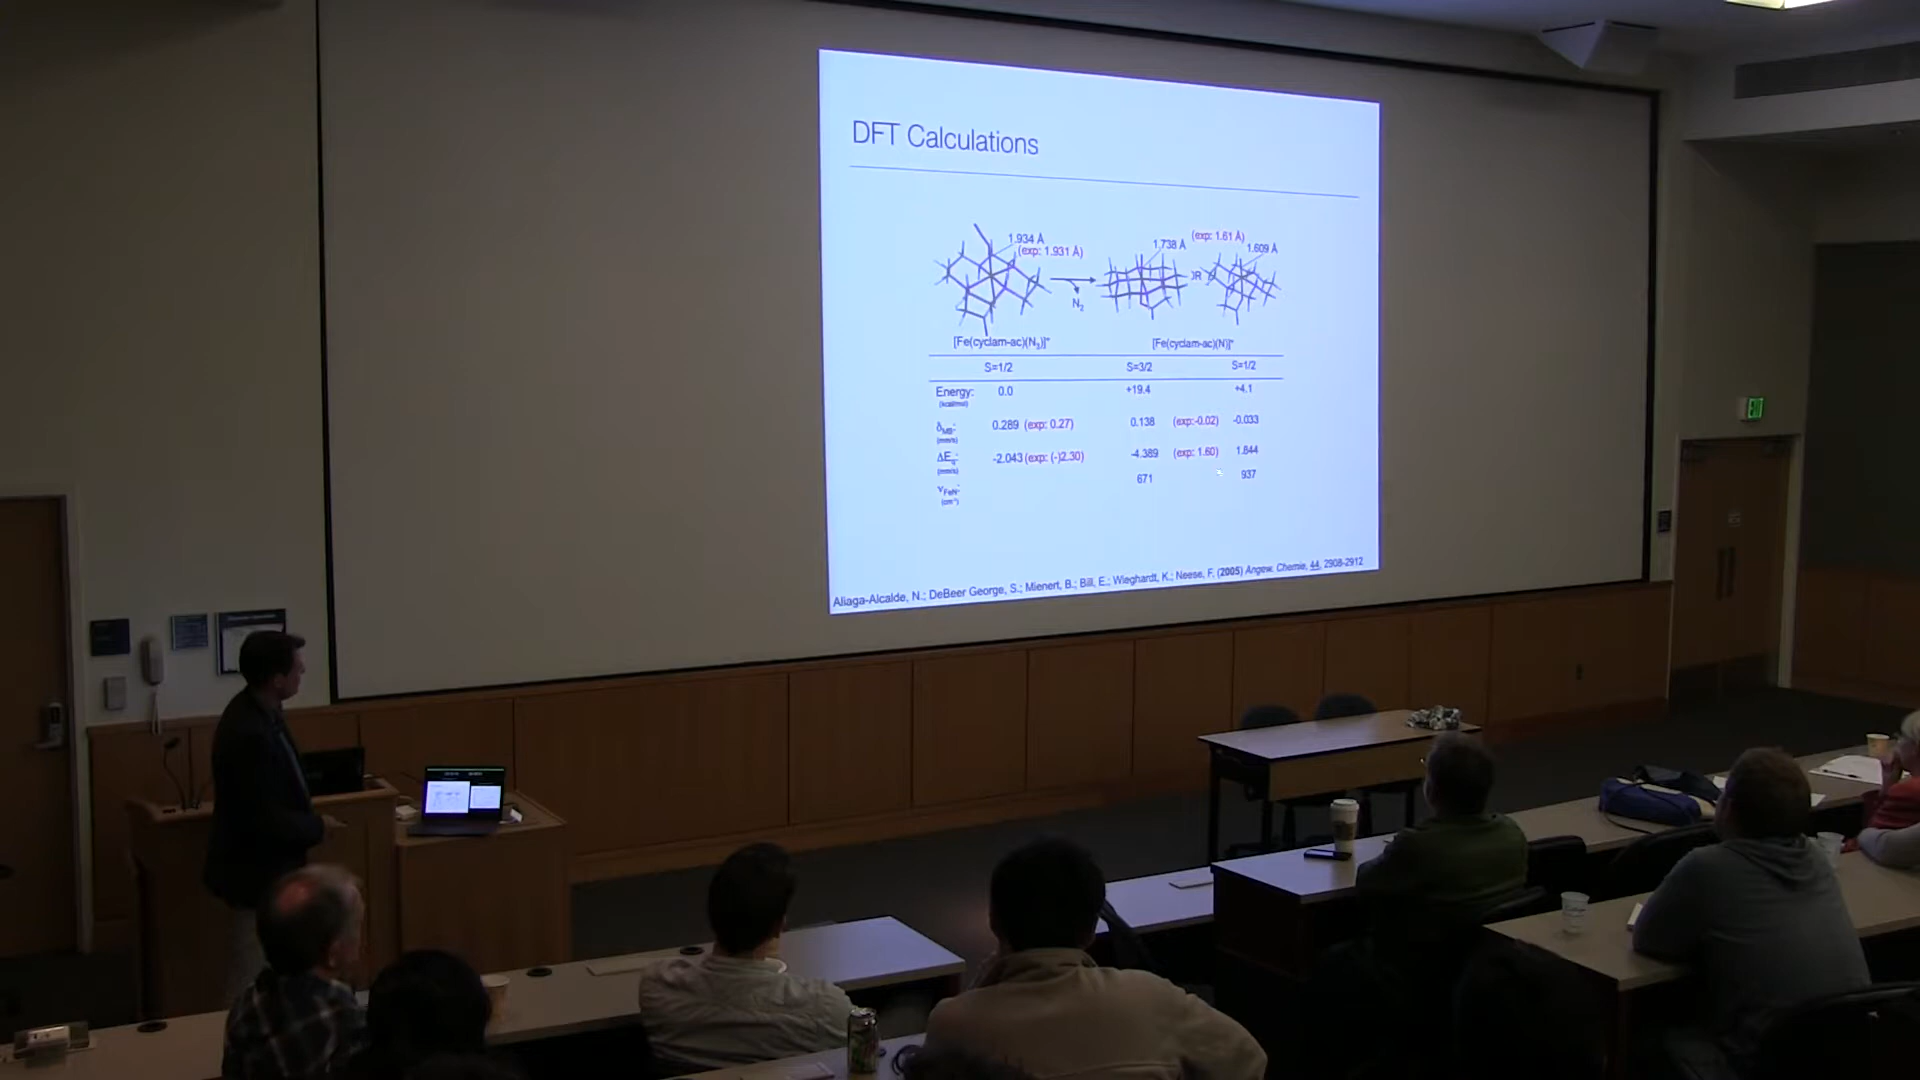 DFT Calculations
1.934 Å
(exp: 1.931 Å)
N2
1.738 Å
(exp: 1.61 Å)
1.609 Å
OR
[Fe(cyclam-ac)(N3)]+
[Fe(cyclam-ac)(N)]+
S=1/2
S=3/2
S=1/2
Energy: 0.0 +19.4 +4.1
(kcal/mol)
δMB: 0.289 (exp: 0.27) 0.138 (exp:-0.02) -0.033
(mm/s)
ΔEq: -2.043 (exp: (-)2.30) -4.389 (exp: 1.60) 1.844
(mm/s)
νFeN: 671 937
(cm-1)
Aliaga-Alcalde, N.; DeBeer George, S.; Mienert, B.; Bill, E.; Wieghardt, K.; Neese, F. (2005) Angew. Chemie, 44, 2908-2912